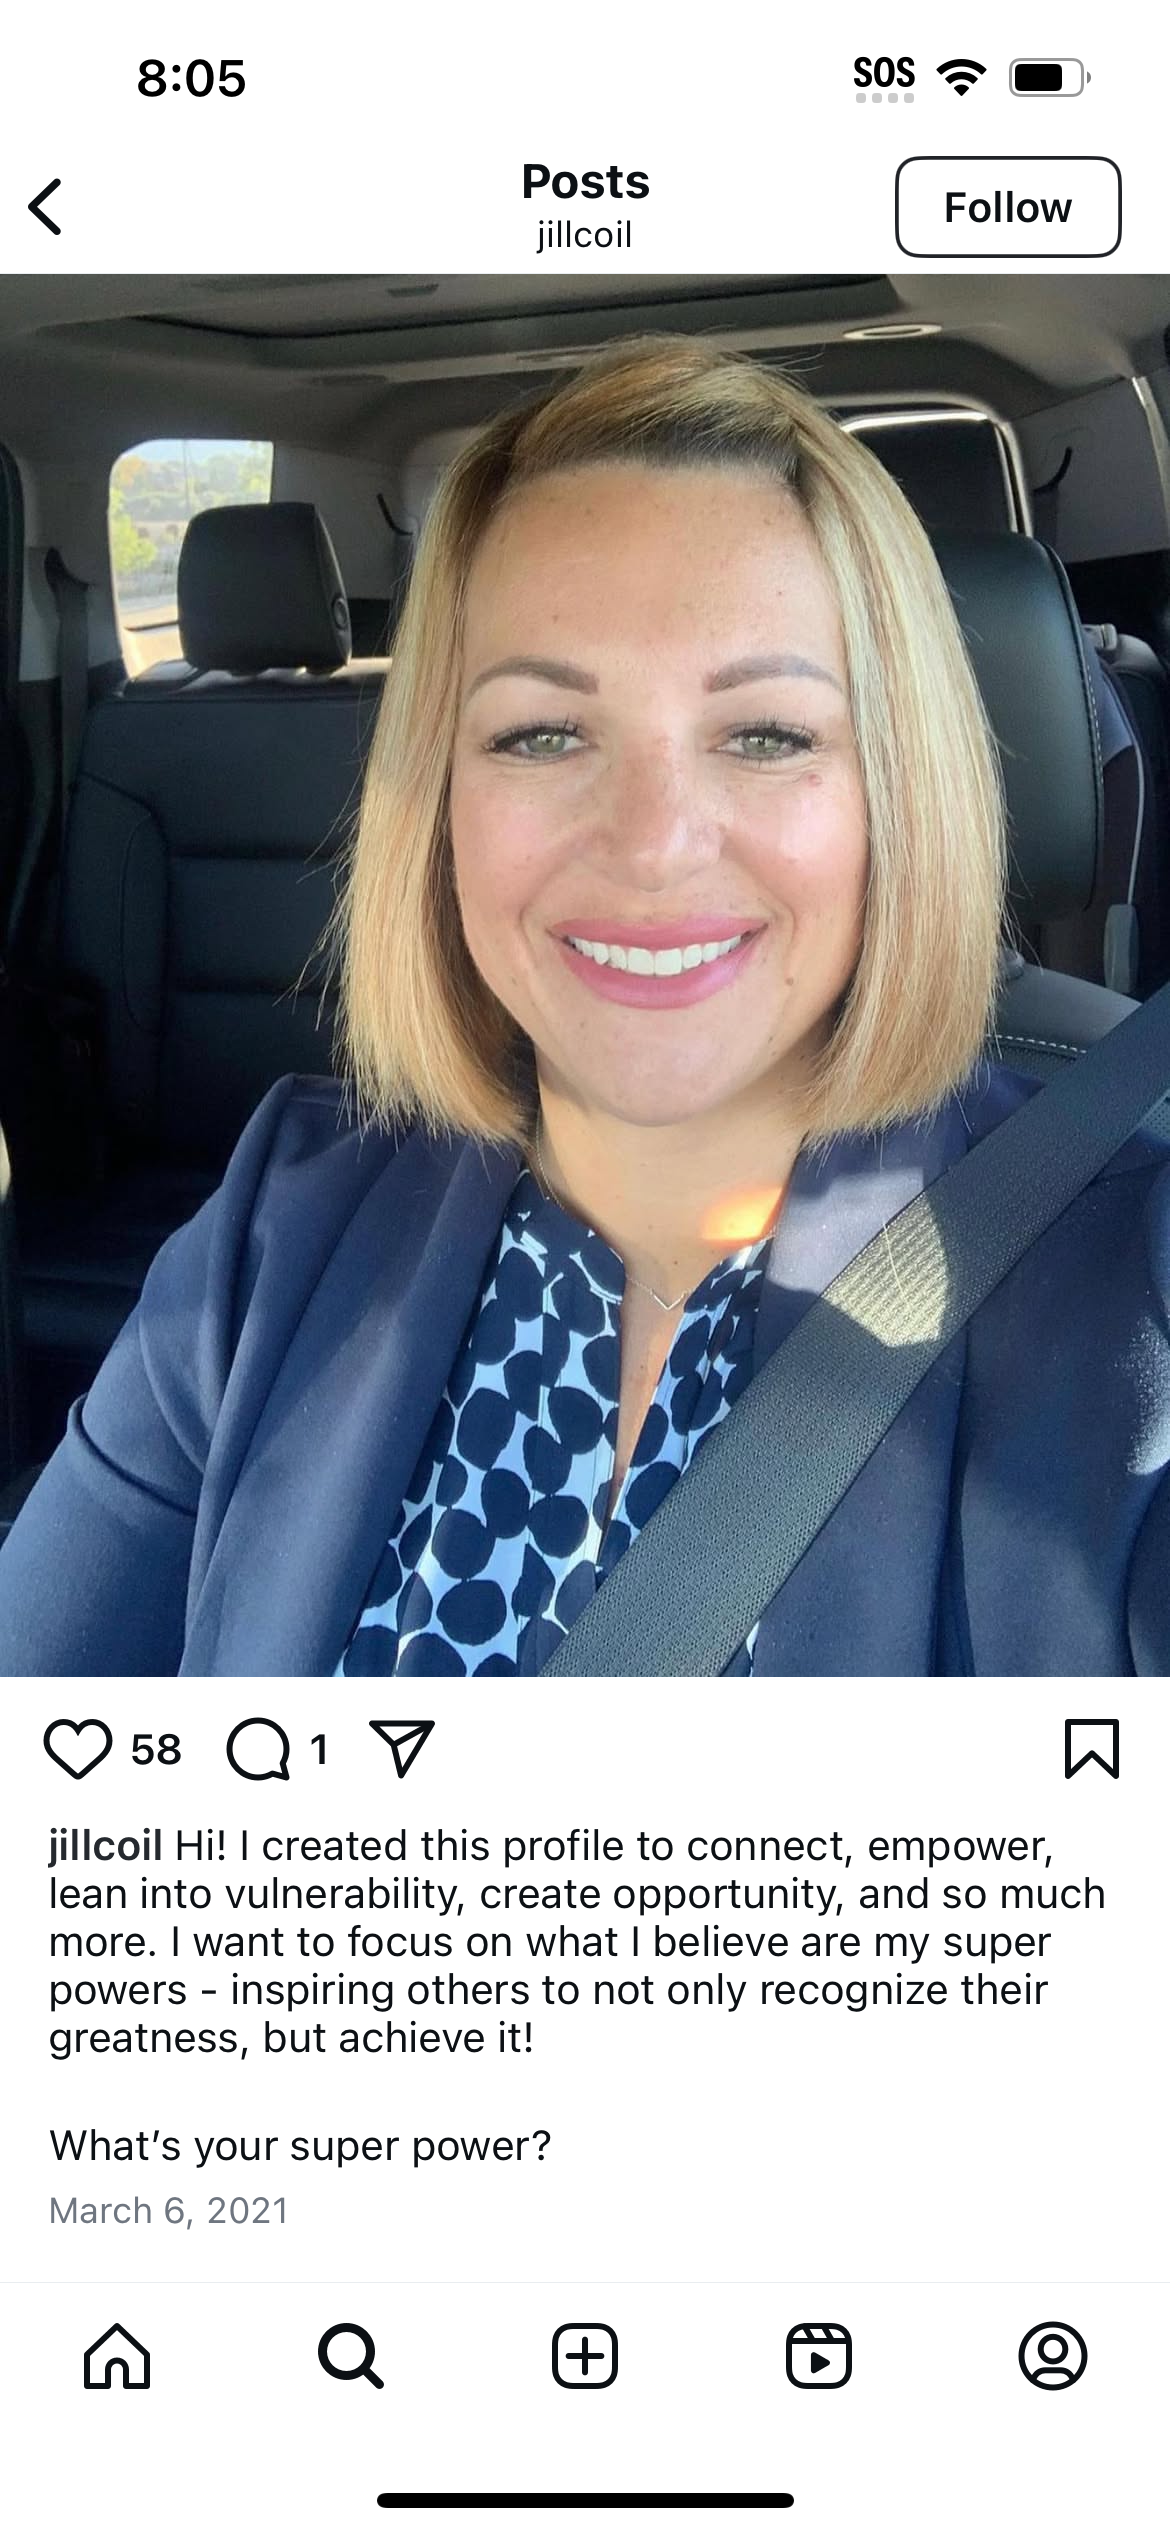 8:05 SOS
Posts
jillcoil
Follow
58 1
jillcoil Hi! I created this profile to connect, empower,
lean into vulnerability, create opportunity, and so much
more. I want to focus on what I believe are my super
powers - inspiring others to not only recognize their
greatness, but achieve it!
What’s your super power?
March 6, 2021